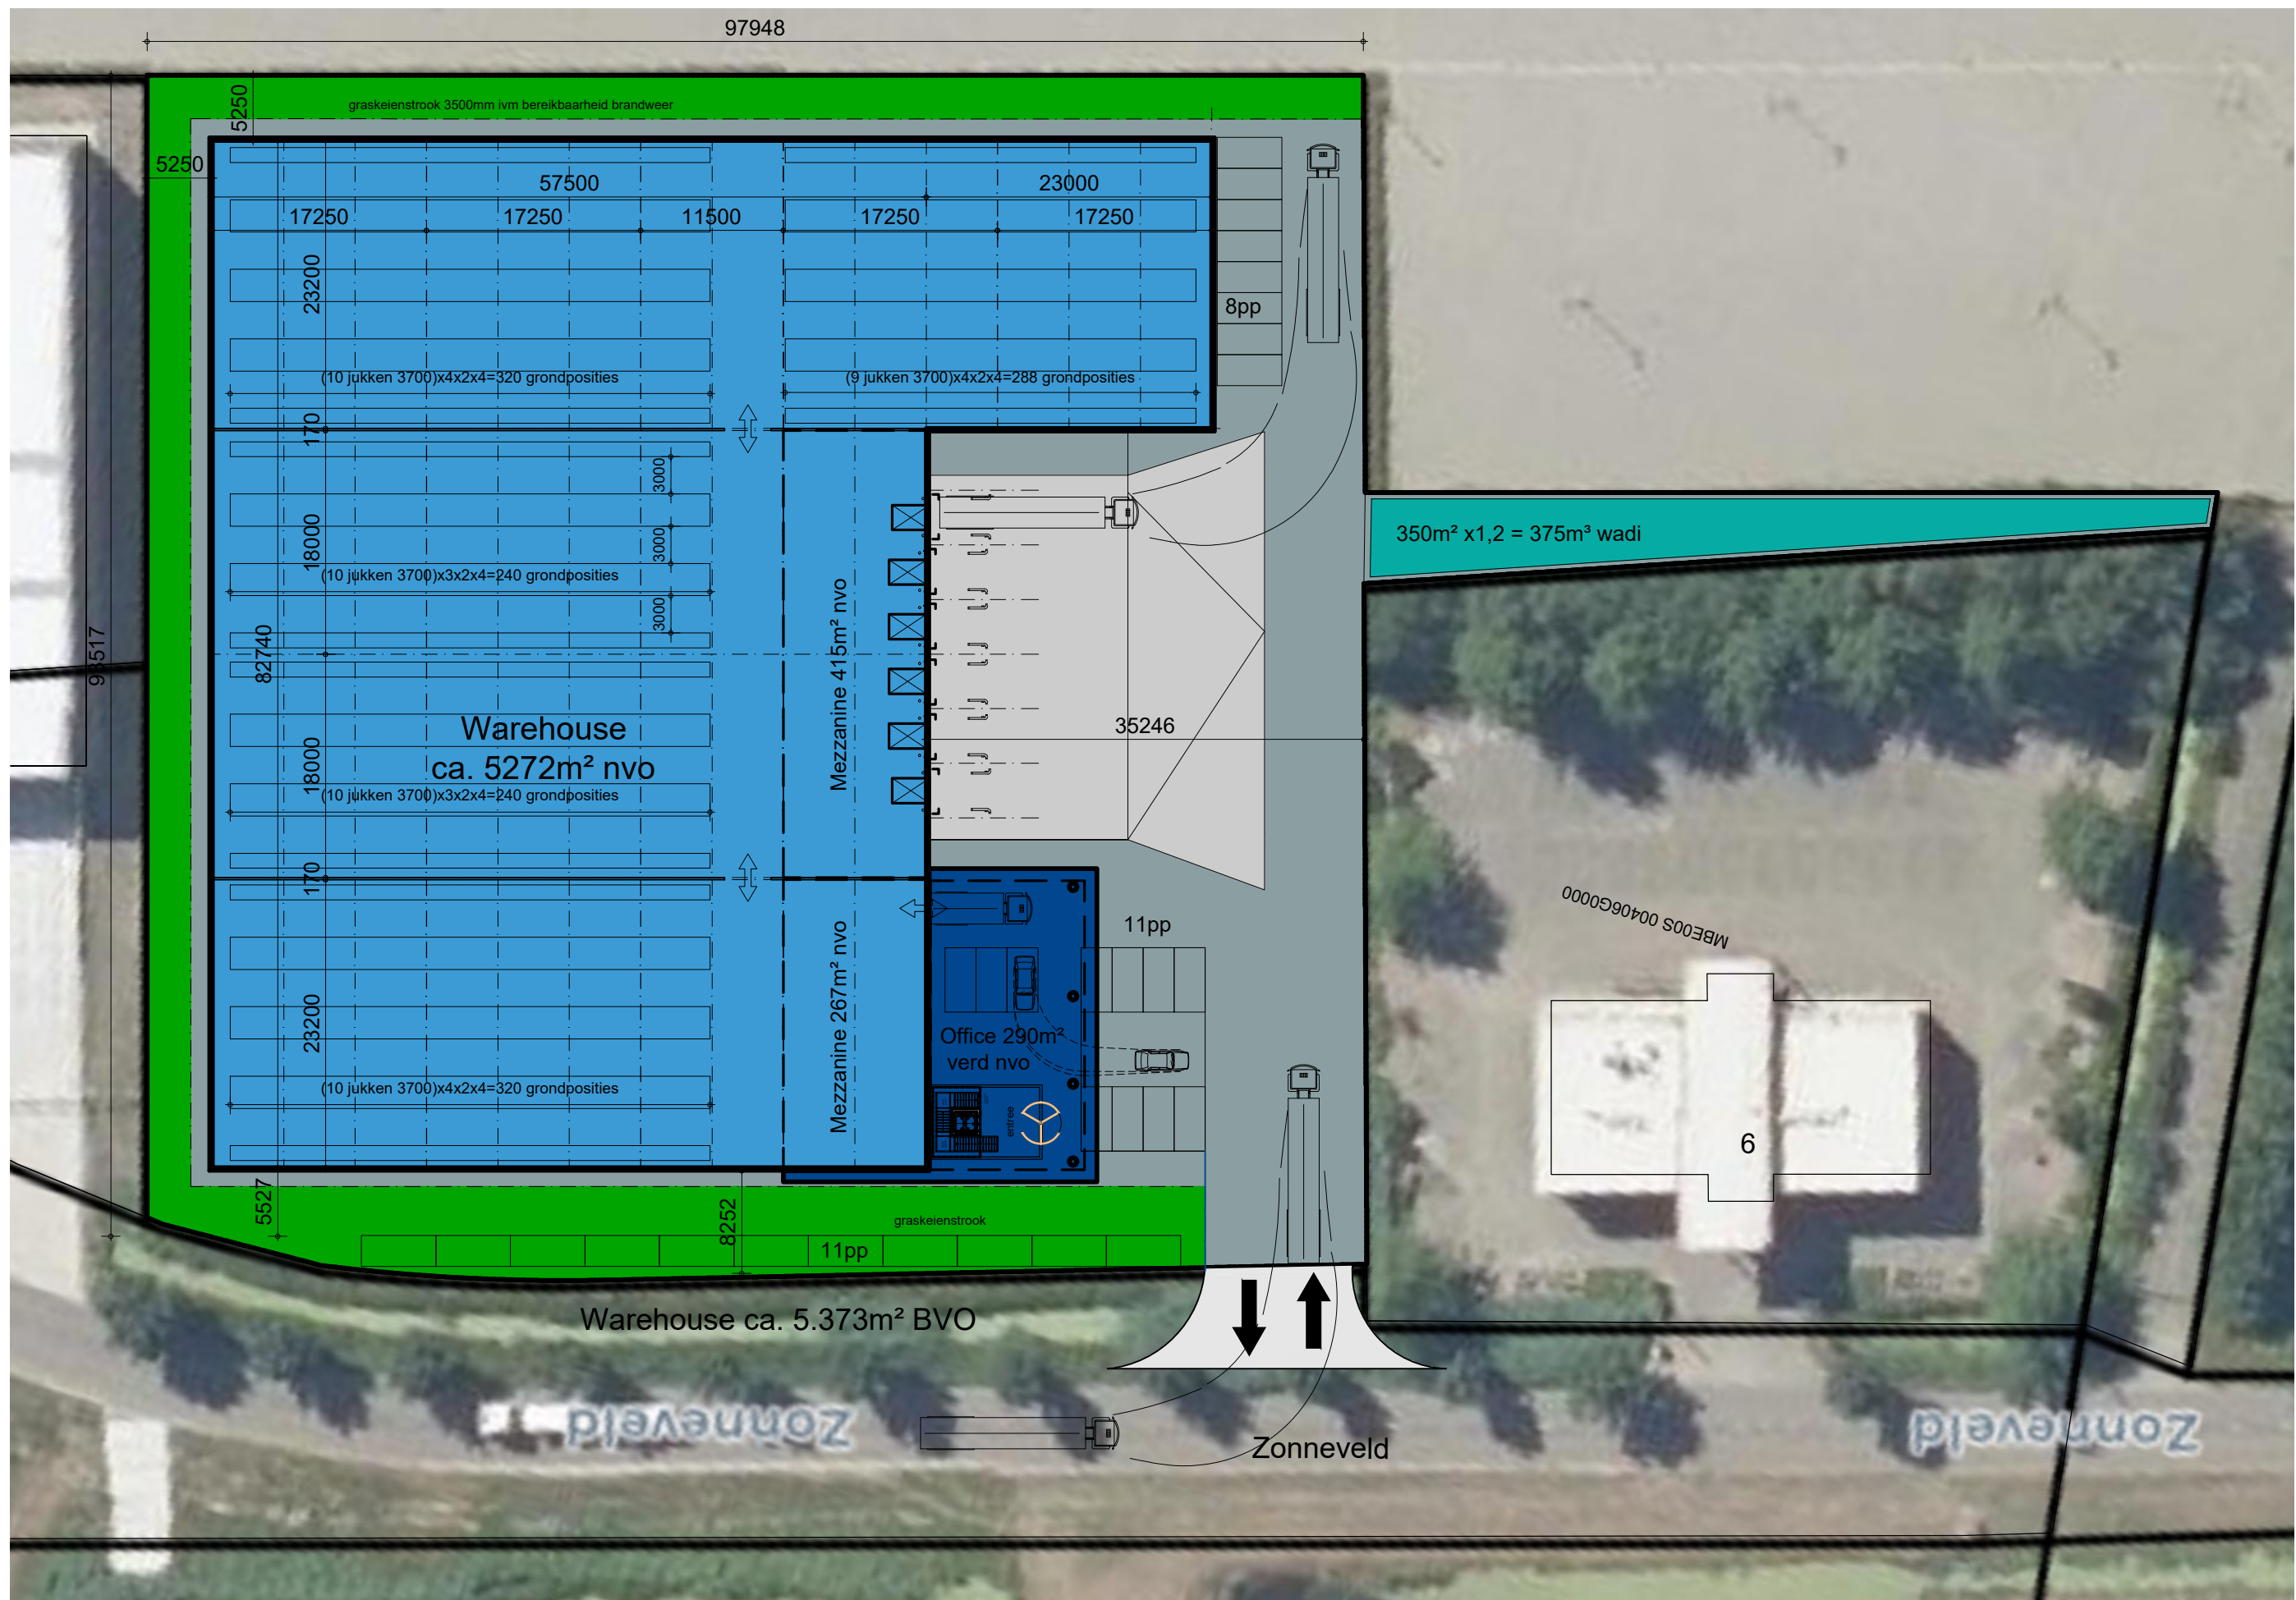 97948
graskeienstrook 3500mm ivm bereikbaarheid brandweer
5250
5250
57500
23000
17250
17250
11500
17250
17250
23200
8pp
(10 jukken 3700)x4x2x4=320 grondposities
(9 jukken 3700)x4x2x4=288 grondposities
170
3000
350m² x1,2 = 375m³ wadi
18000
3000
(10 jukken 3700)x3x2x4=240 grondposities
3000
Mezzanine 415m² nvo
82740
Warehouse
ca. 5272m² nvo
35246
18000
(10 jukken 3700)x3x2x4=240 grondposities
170
MBE00S 00406G0000
11pp
Mezzanine 267m² nvo
23200
Office 290m²
verd nvo
(10 jukken 3700)x4x2x4=320 grondposities
entree
6
5527
8252
graskeienstrook
11pp
Warehouse ca. 5.373m² BVO
Zonneveld
Zonneveld
Zonneveld